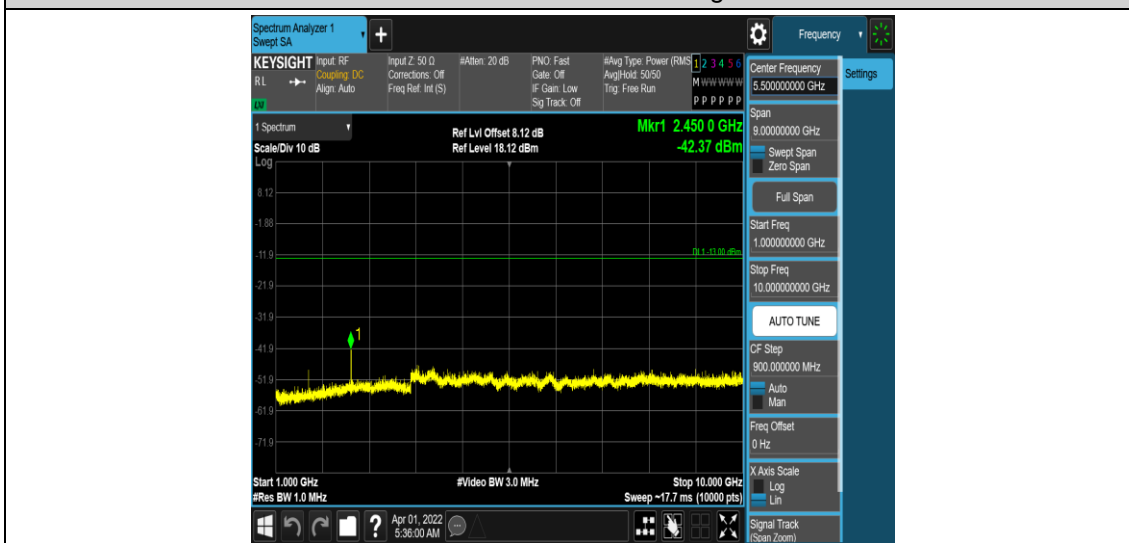 Spectrum Analyzer 1
Swept SA
+
Frequency
KEYSIGHT
RL
Input: RF
Coupling: DC
Align: Auto
Input Z: 50 Ω
Corrections: Off
Freq Ref: Int (S)
#Atten: 20 dB
PNO: Fast
Gate: Off
IF Gain: Low
Sig Track: Off
#Avg Type: Power (RMS
Avg|Hold: 50/50
Trig: Free Run
1 2 3 4 5 6
M W W W W W
P P P P P P
1 Spectrum
Scale/Div 10 dB
Log
Ref Lvl Offset 8.12 dB
Ref Level 18.12 dBm
Mkr1 2.450 0 GHz
-42.37 dBm
8.12
-1.88
-11.9
-21.9
-31.9
-41.9
-51.9
-61.9
-71.9
DL1 -13.00 dBm
1
Start 1.000 GHz
#Res BW 1.0 MHz
#Video BW 3.0 MHz
Stop 10.000 GHz
Sweep ~17.7 ms (10000 pts)
Apr 01, 2022
5:36:00 AM
Center Frequency
5.500000000 GHz
Settings
Span
9.00000000 GHz
Swept Span
Zero Span
Full Span
Start Freq
1.000000000 GHz
Stop Freq
10.000000000 GHz
AUTO TUNE
CF Step
900.000000 MHz
Auto
Man
Freq Offset
0 Hz
X Axis Scale
Log
Lin
Signal Track
(Span Zoom)